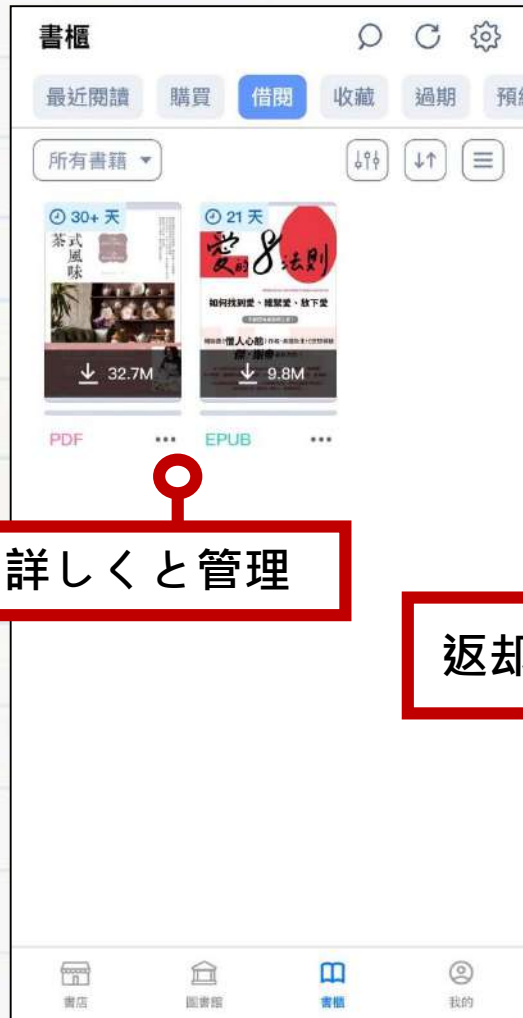 書櫃
最近閱讀 購買 借閱 收藏 過期
所有書籍
30+ 天
茶式風味
32.7M
PDF
21 天
愛的8法則
如何找到愛、維繫愛、放下愛
僧人心態
9.8M
EPUB
詳しくと管理
返却
書店 圖書館 書櫃 我的